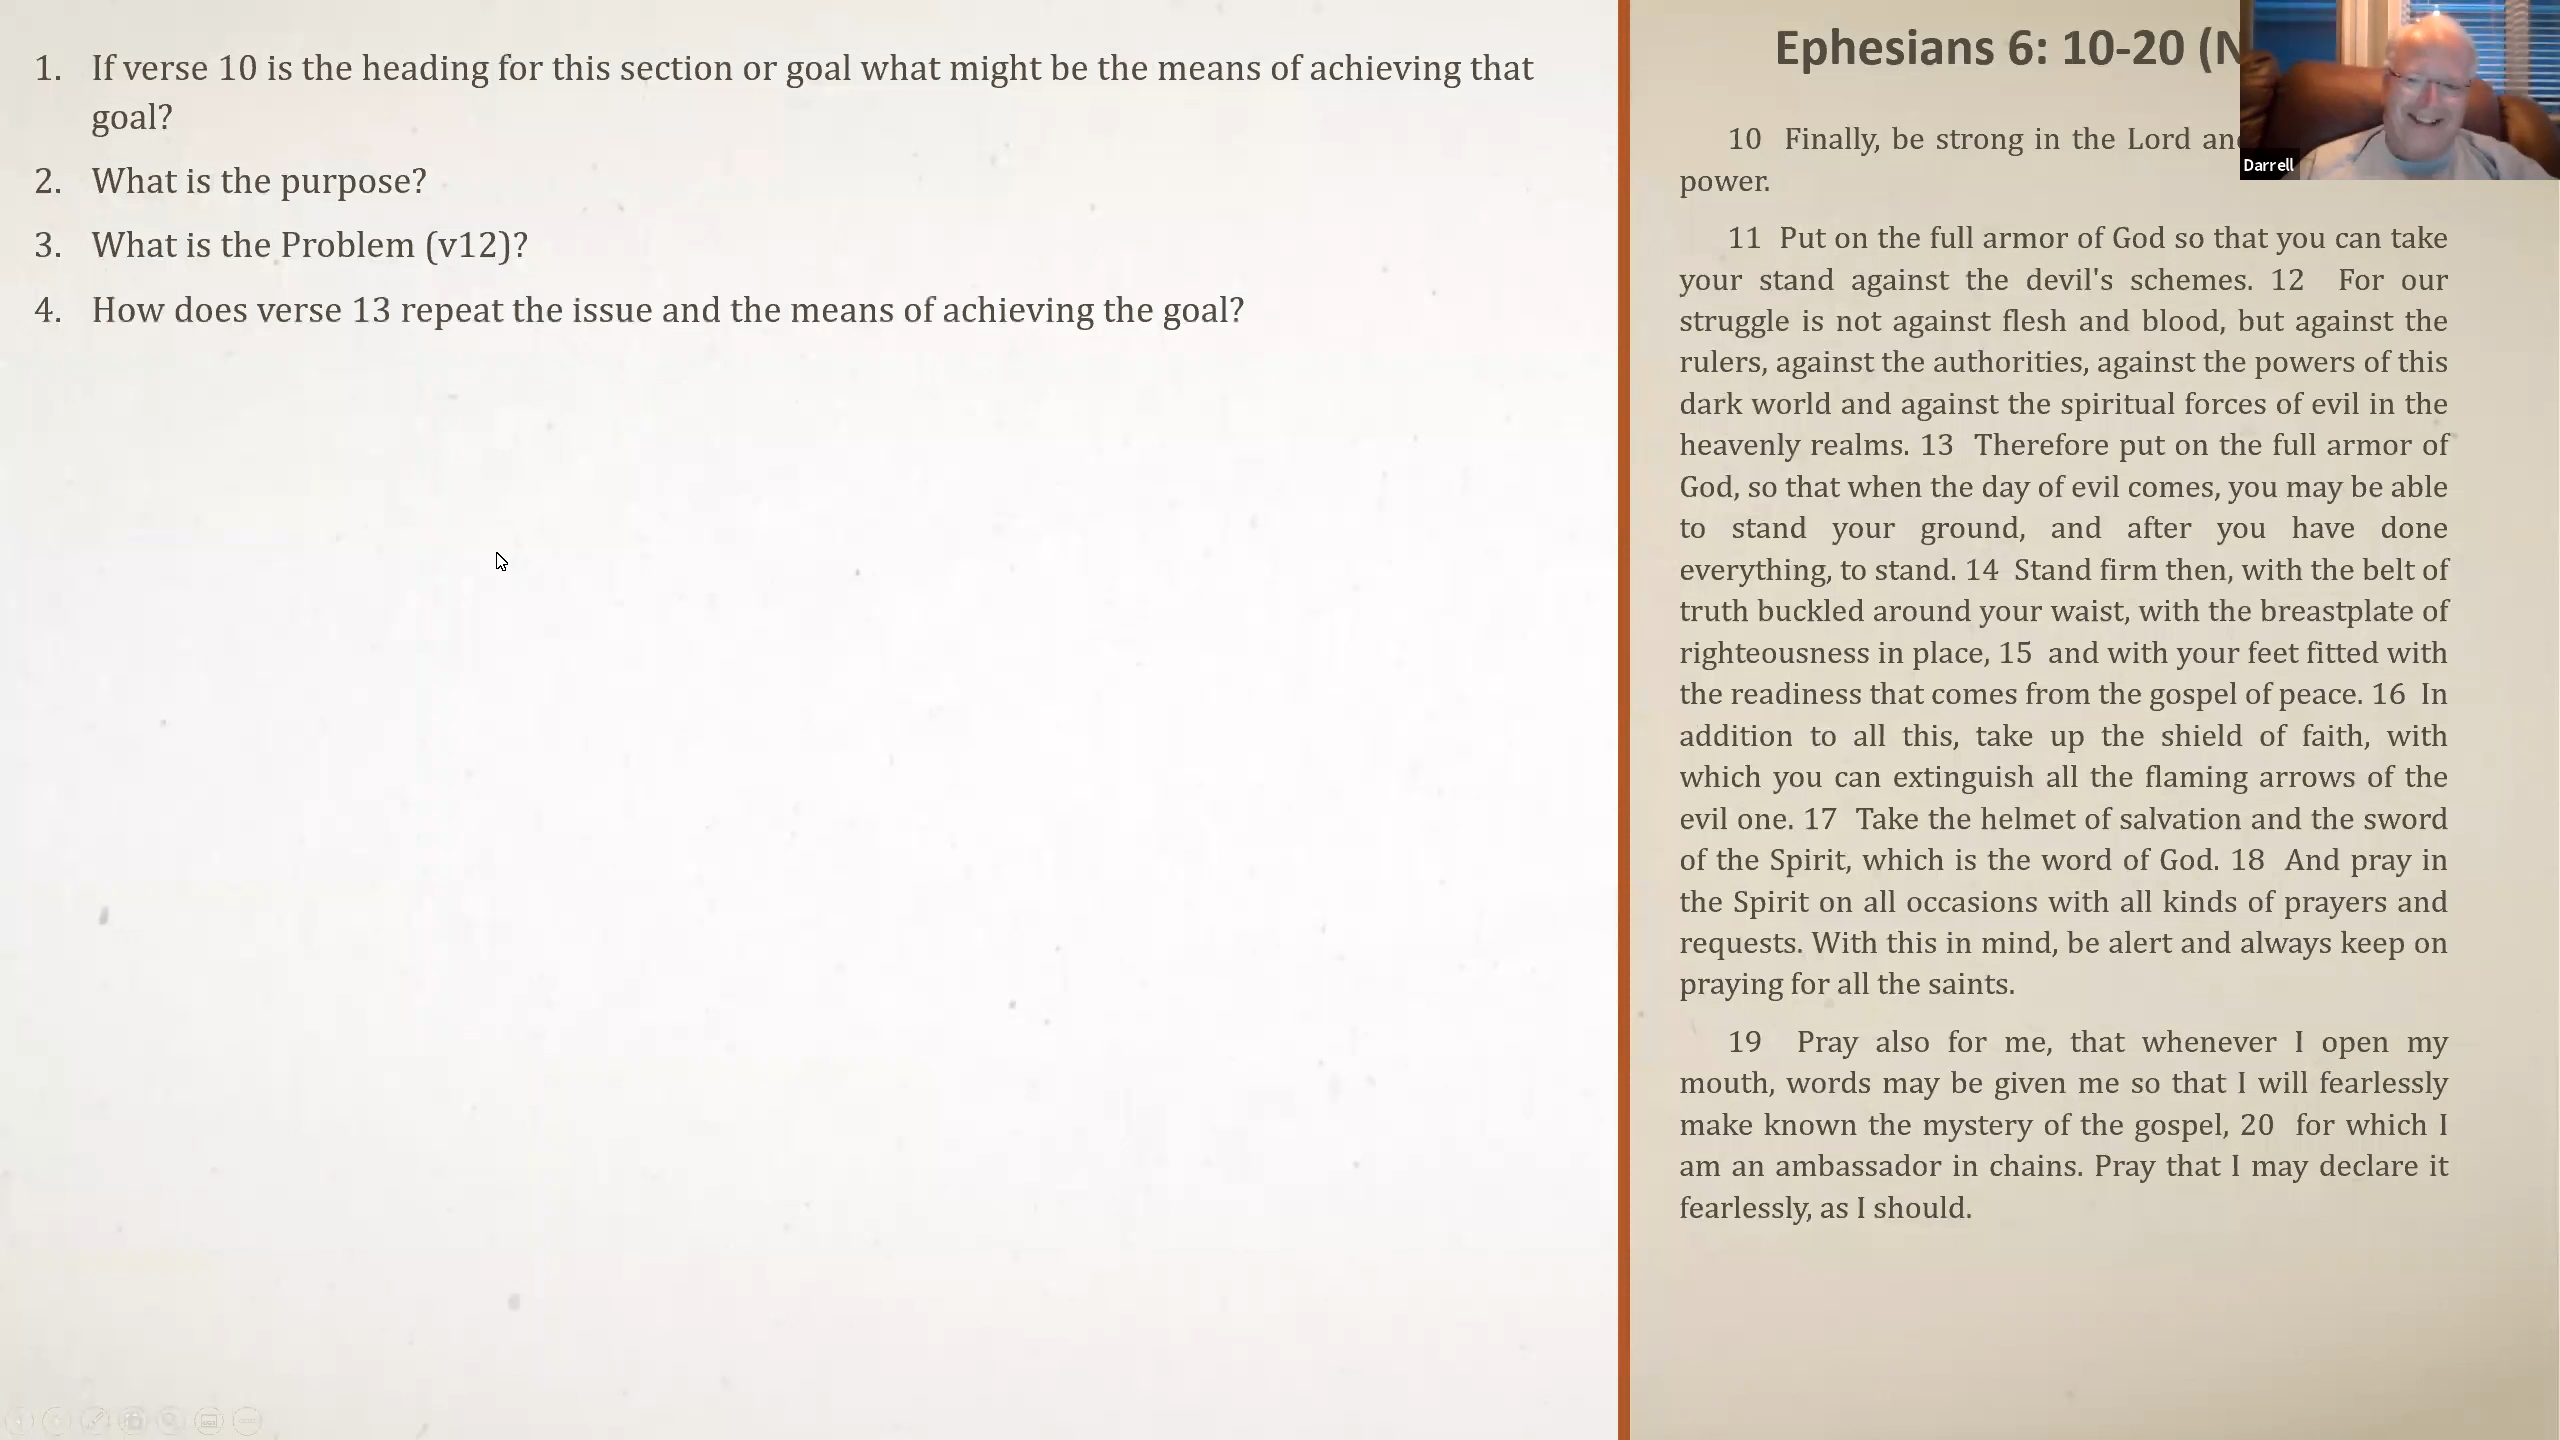 1. If verse 10 is the heading for this section or goal what might be the means of achieving that
goal?
2. What is the purpose?
3. What is the Problem (v12)?
4. How does verse 13 repeat the issue and the means of achieving the goal?
Ephesians 6: 10-20 (N
10 Finally, be strong in the Lord and
power.
11 Put on the full armor of God so that you can take
your stand against the devil's schemes. 12 For our
struggle is not against flesh and blood, but against the
rulers, against the authorities, against the powers of this
dark world and against the spiritual forces of evil in the
heavenly realms. 13 Therefore put on the full armor of
God, so that when the day of evil comes, you may be able
to stand your ground, and after you have done
everything, to stand. 14 Stand firm then, with the belt of
truth buckled around your waist, with the breastplate of
righteousness in place, 15 and with your feet fitted with
the readiness that comes from the gospel of peace. 16 In
addition to all this, take up the shield of faith, with
which you can extinguish all the flaming arrows of the
evil one. 17 Take the helmet of salvation and the sword
of the Spirit, which is the word of God. 18 And pray in
the Spirit on all occasions with all kinds of prayers and
requests. With this in mind, be alert and always keep on
praying for all the saints.
19 Pray also for me, that whenever I open my
mouth, words may be given me so that I will fearlessly
make known the mystery of the gospel, 20 for which I
am an ambassador in chains. Pray that I may declare it
fearlessly, as I should.
Darrell